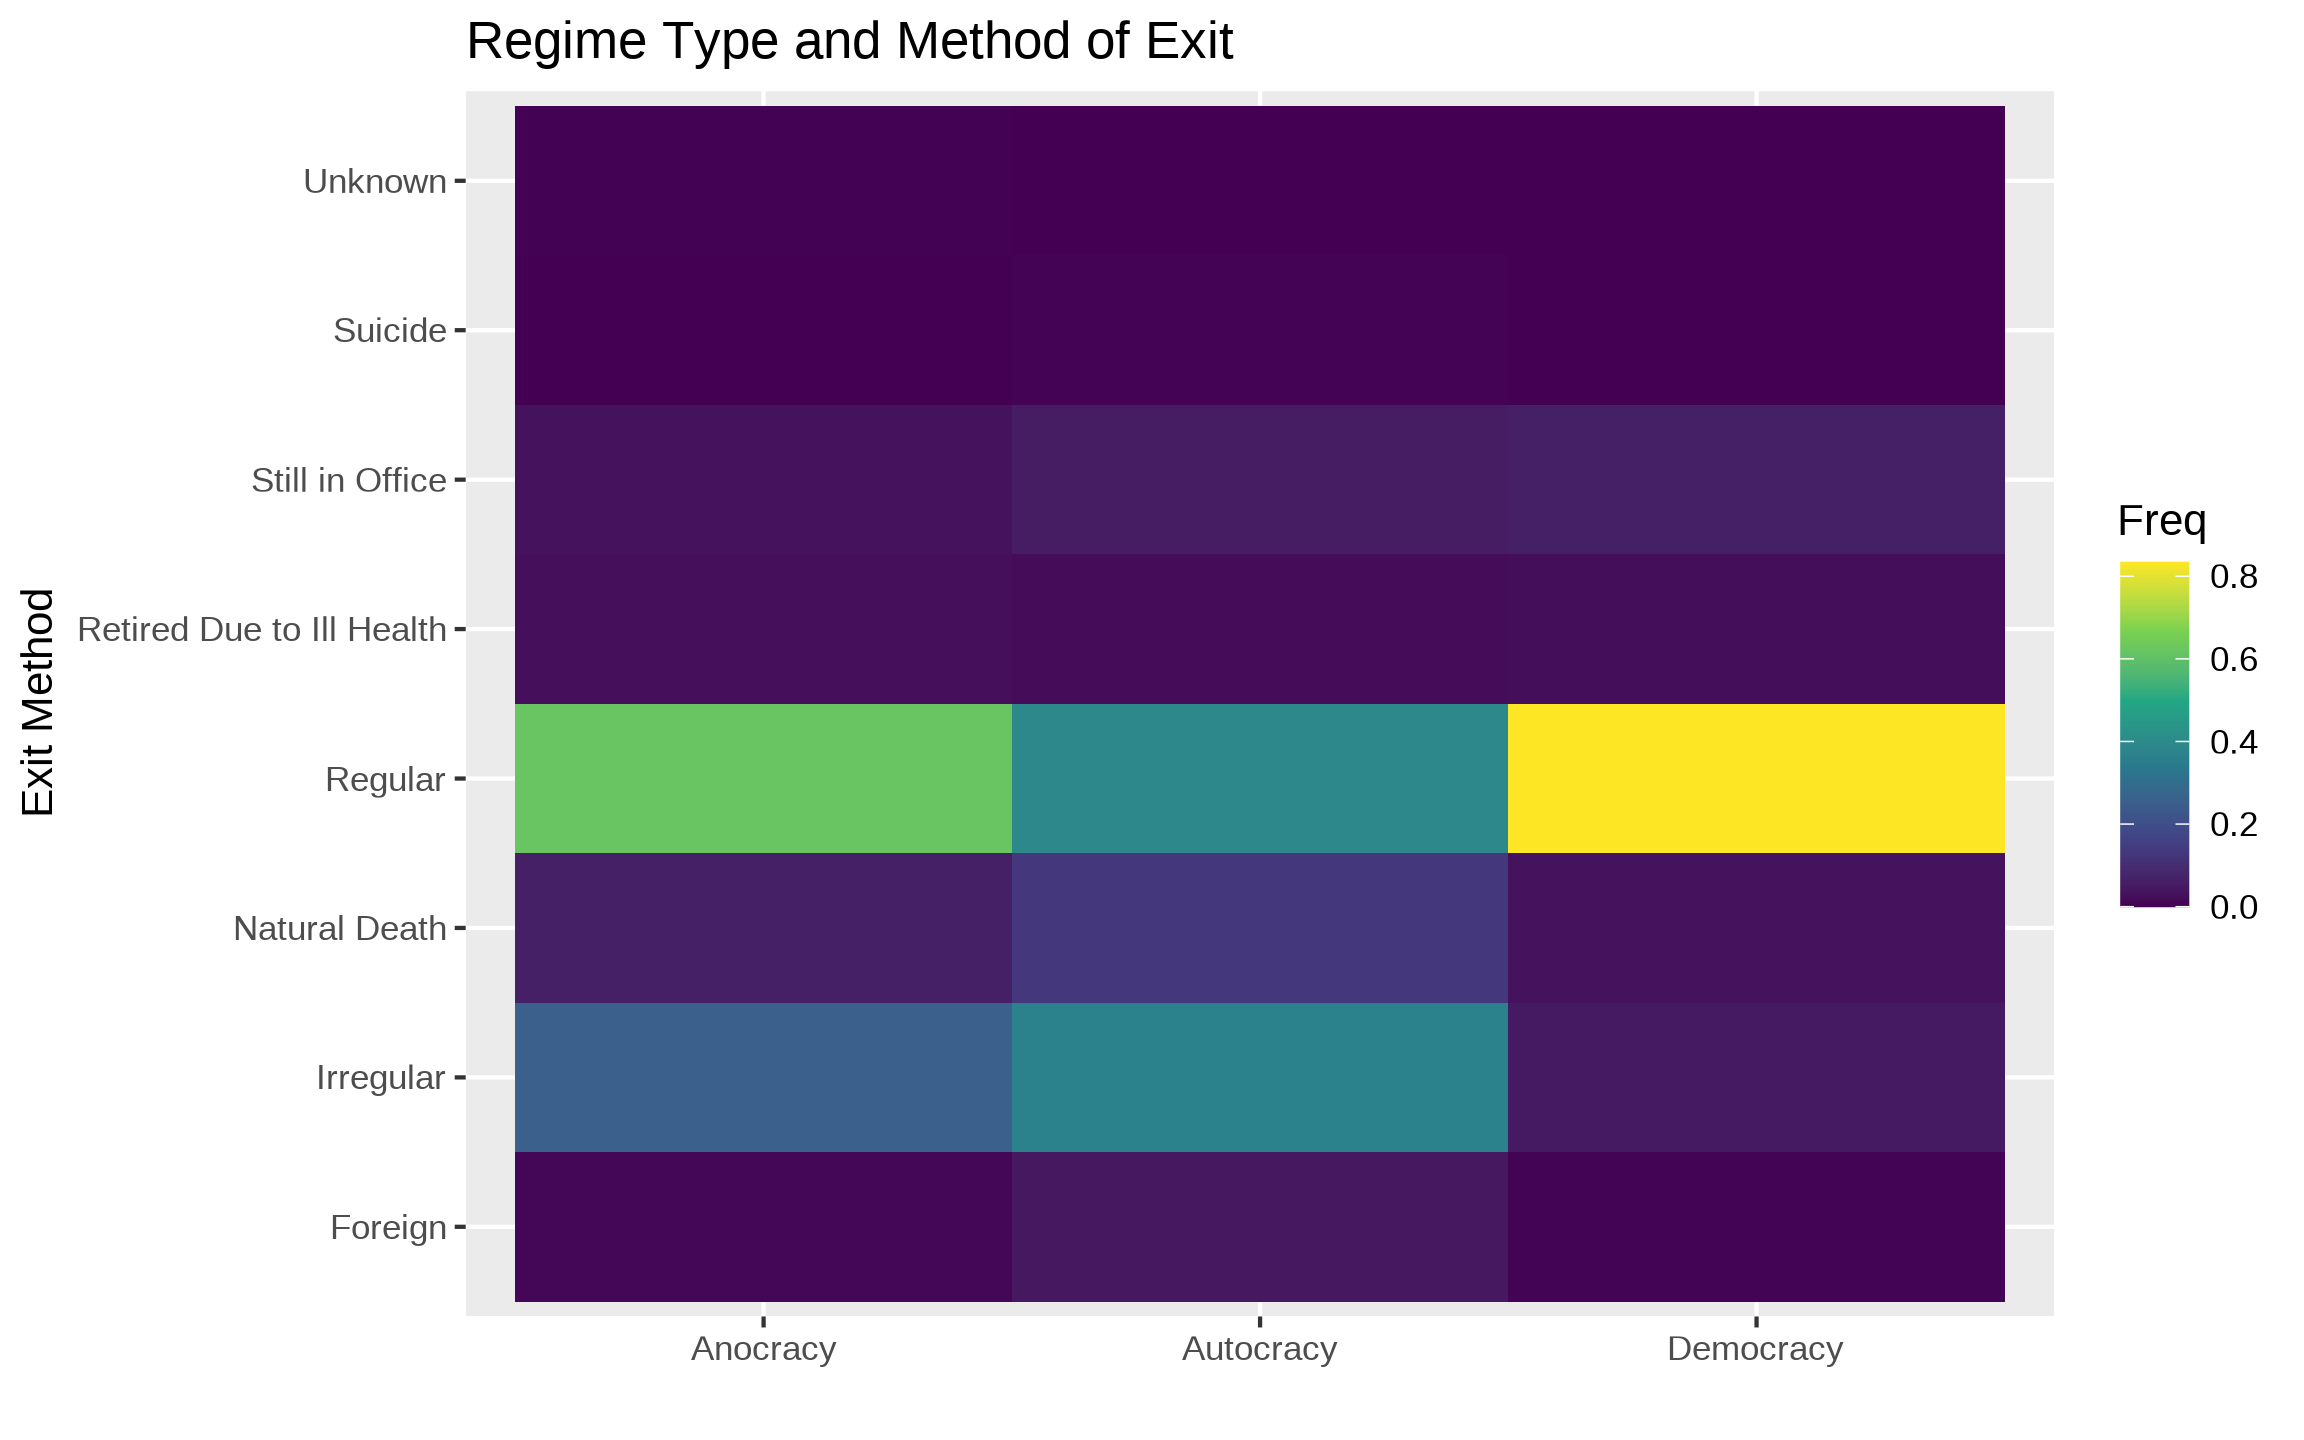 Regime Type and Method of Exit
Exit Method
Unknown
Suicide
Still in Office
Retired Due to Ill Health
Regular
Natural Death
Irregular
Foreign
Anocracy
Autocracy
Democracy
Freq
0.8
0.6
0.4
0.2
0.0